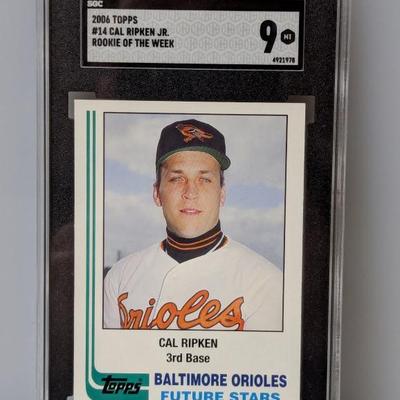 SGC
2006 TOPPS
#14 CAL RIPKEN JR.
ROOKIE OF THE WEEK
9 MT
4921978
Orioles
CAL RIPKEN
3rd Base
Topps
BALTIMORE ORIOLES
FUTURE STARS